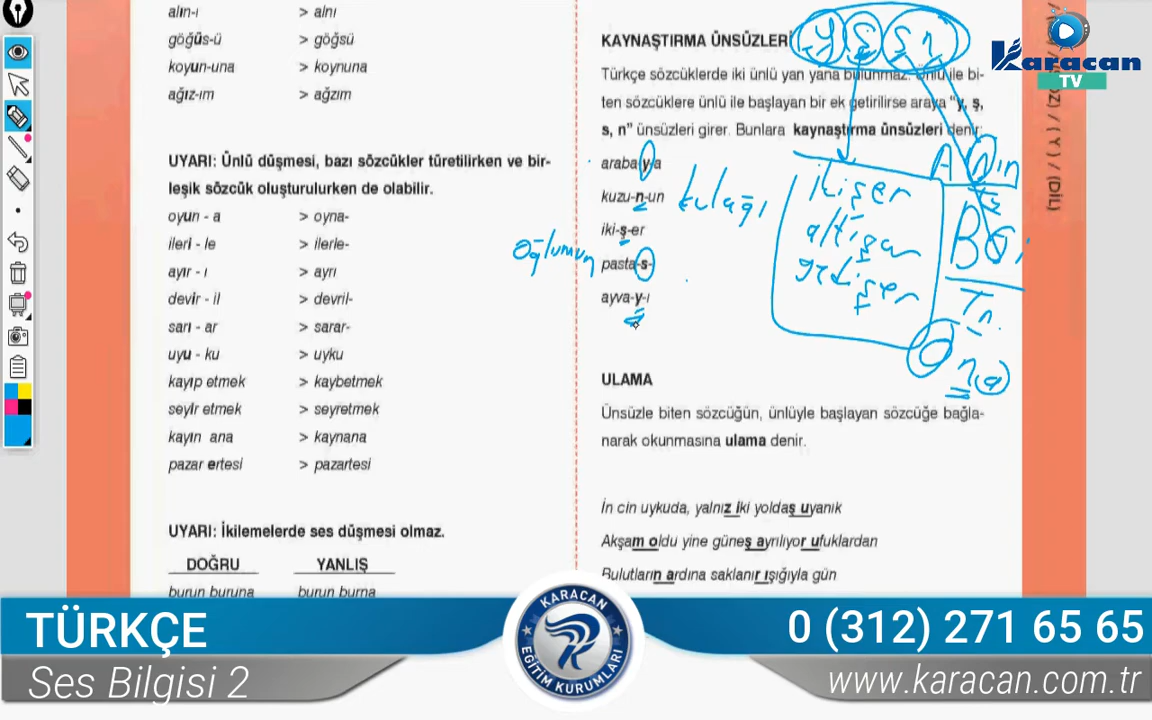 alın-ı > alnı
göğüs-ü > göğsü
koyun-una > koynuna
ağız-ım > ağzım
UYARI: Ünlü düşmesi, bazı sözcükler türetilirken ve bir-
leşik sözcük oluşturulurken de olabilir.
oyun - a > oyna-
ileri - le > ilerle-
ayır - ı > ayrı
devir - il > devril-
sarı - ar > sarar-
uyu - ku > uyku
kayıp etmek > kaybetmek
seyir etmek > seyretmek
kayın ana > kaynana
pazar ertesi > pazartesi
UYARI: İkilemelerde ses düşmesi olmaz.
DOĞRU YANLIŞ
burun buruna burun burna
KAYNAŞTIRMA ÜNSÜZLERİ
y ş s n
Türkçe sözcüklerde iki ünlü yan yana bulunmaz. Ünlü ile bi-
ten sözcüklere ünlü ile başlayan bir ek getirilirse araya "y, ş,
s, n" ünsüzleri girer. Bunlara kaynaştırma ünsüzleri denir:
araba-y-a
kuzu-n-un kulağı
iki-ş-er
Oğlumun pasta-s-
ayva-y-ı
ikişer
altışar
yedişer
A nın
B
n(a)
ULAMA
Ünsüzle biten sözcüğün, ünlüyle başlayan sözcüğe bağla-
narak okunmasına ulama denir.
İn cin uykuda, yalnız iki yoldaş uyanık
Akşam oldu yine güneş ayrılıyor ufuklardan
Bulutların ardına saklanır ışığıyla gün
Karacan
TV
(Y) / (DİL)
KARACAN
EĞİTİM KURUMLARI
TÜRKÇE
Ses Bilgisi 2
0 (312) 271 65 65
www.karacan.com.tr